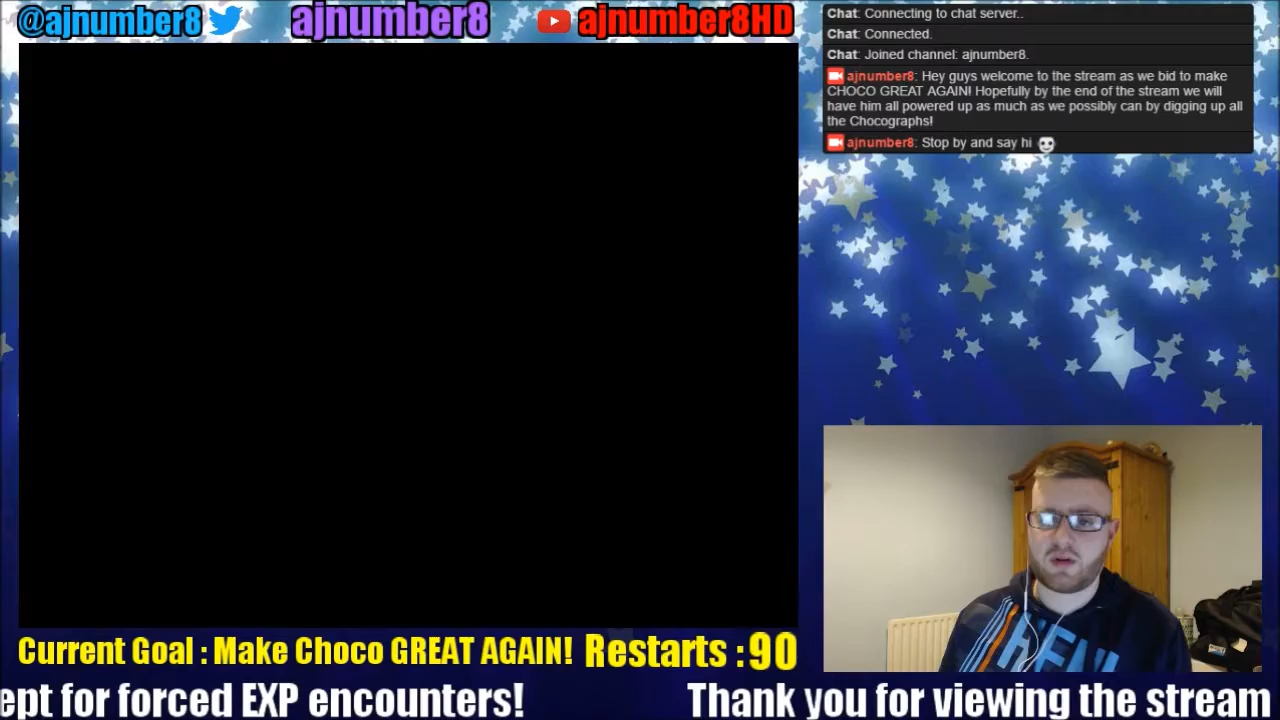 @ajnumber8
ajnumber8
ajnumber8HD
Chat: Connecting to chat server..
Chat: Connected.
Chat: Joined channel: ajnumber8.
ajnumber8: Hey guys welcome to the stream as we bid to make
CHOCO GREAT AGAIN! Hopefully by the end of the stream we will
have him all powered up as much as we possibly can by digging up all
the Chocographs!
ajnumber8: Stop by and say hi
Current Goal : Make Choco GREAT AGAIN!
Restarts : 90
ept for forced EXP encounters!
Thank you for viewing the stream